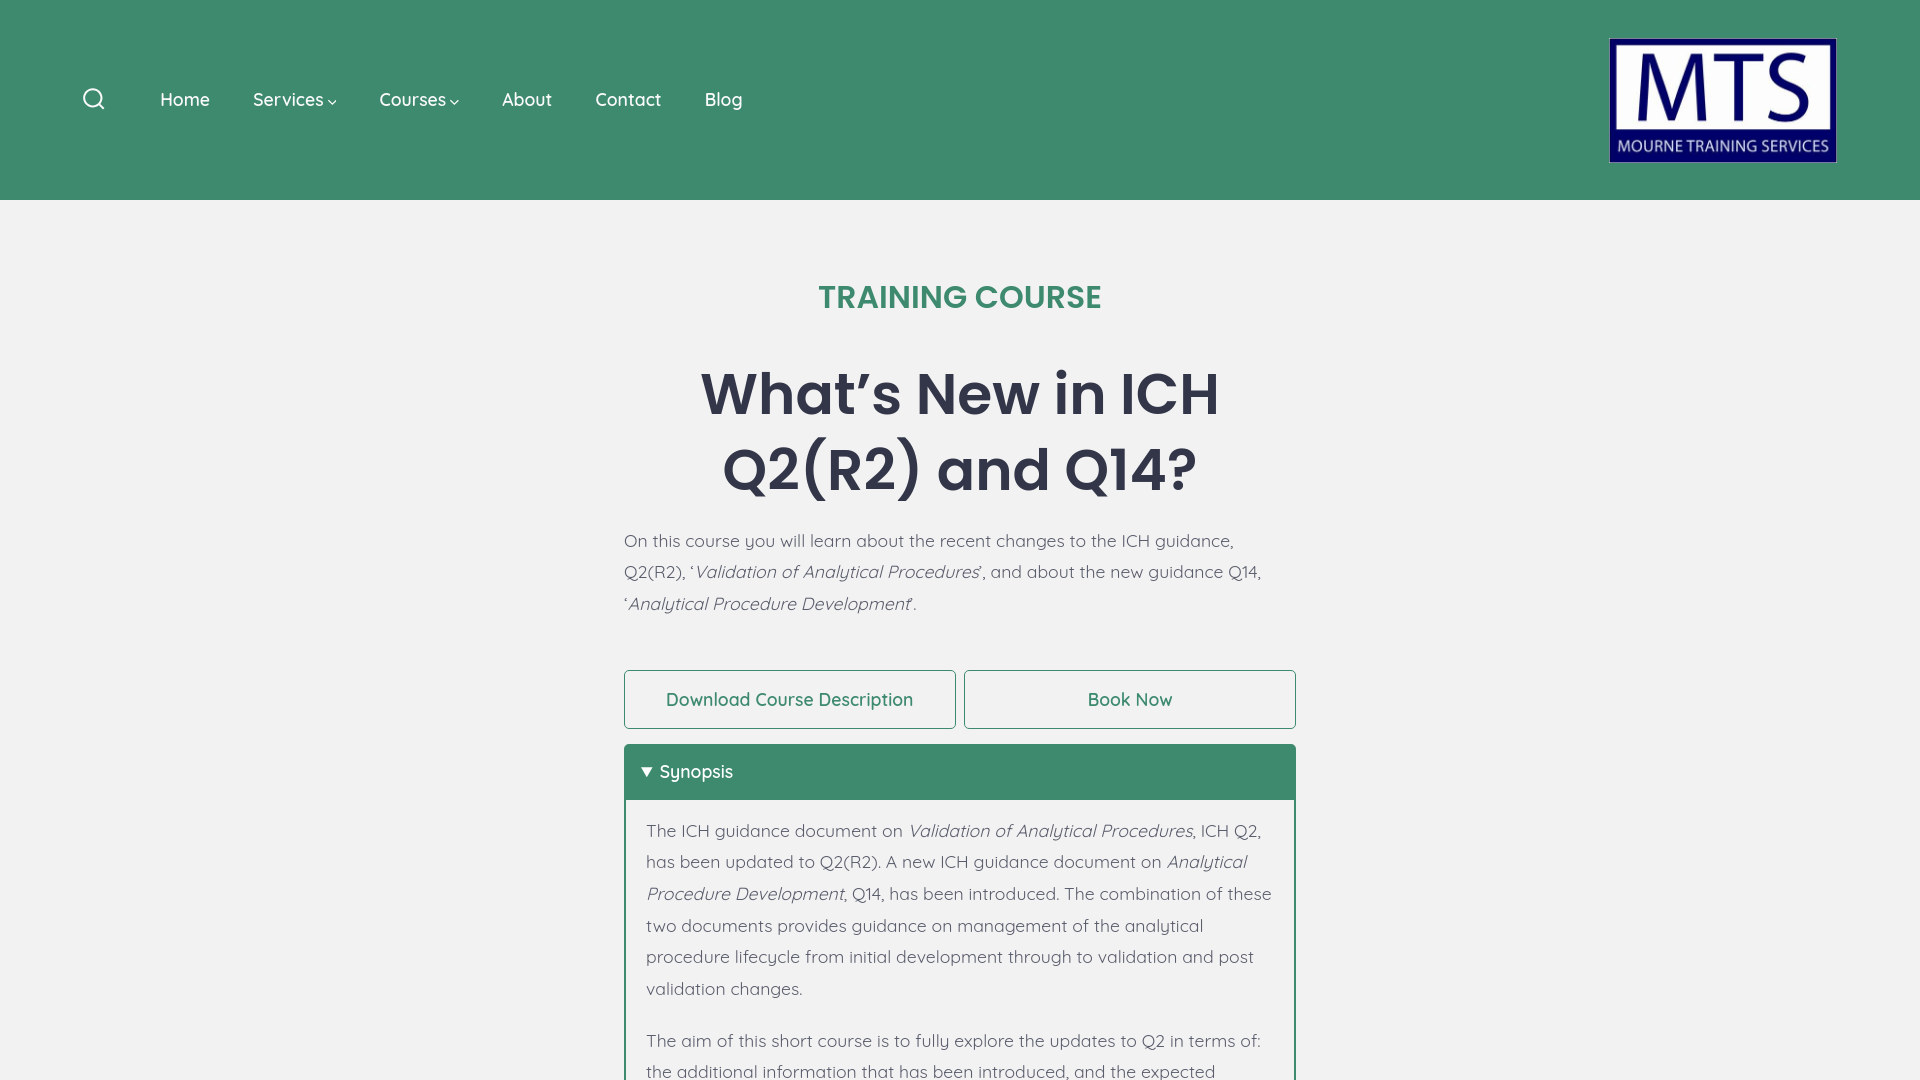 Home Services Courses About Contact Blog
MTS
MOURNE TRAINING SERVICES
TRAINING COURSE
What’s New in ICH
Q2(R2) and Q14?
On this course you will learn about the recent changes to the ICH guidance,
Q2(R2), ‘Validation of Analytical Procedures’, and about the new guidance Q14,
‘Analytical Procedure Development’.
Download Course Description
Book Now
Synopsis
The ICH guidance document on Validation of Analytical Procedures, ICH Q2,
has been updated to Q2(R2). A new ICH guidance document on Analytical
Procedure Development, Q14, has been introduced. The combination of these
two documents provides guidance on management of the analytical
procedure lifecycle from initial development through to validation and post
validation changes.
The aim of this short course is to fully explore the updates to Q2 in terms of:
the additional information that has been introduced, and the expected